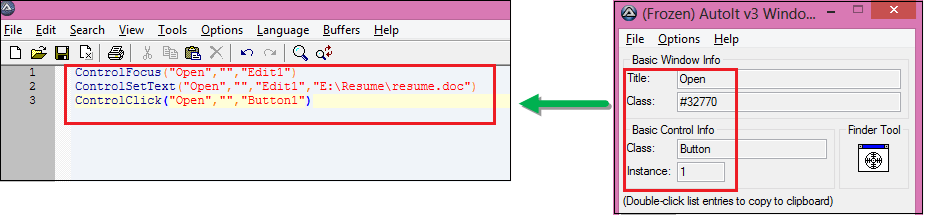 File Edit Search View Tools Options Language Buffers Help
1 ControlFocus("Open","","Edit1")
2 ControlSetText("Open","","Edit1","E:\Resume\resume.doc")
3 ControlClick("Open","","Button1")
(Frozen) AutoIt v3 Windo...
File Options Help
Basic Window Info
Title: Open
Class: #32770
Basic Control Info
Finder Tool
Class: Button
Instance: 1
(Double-click list entries to copy to clipboard)